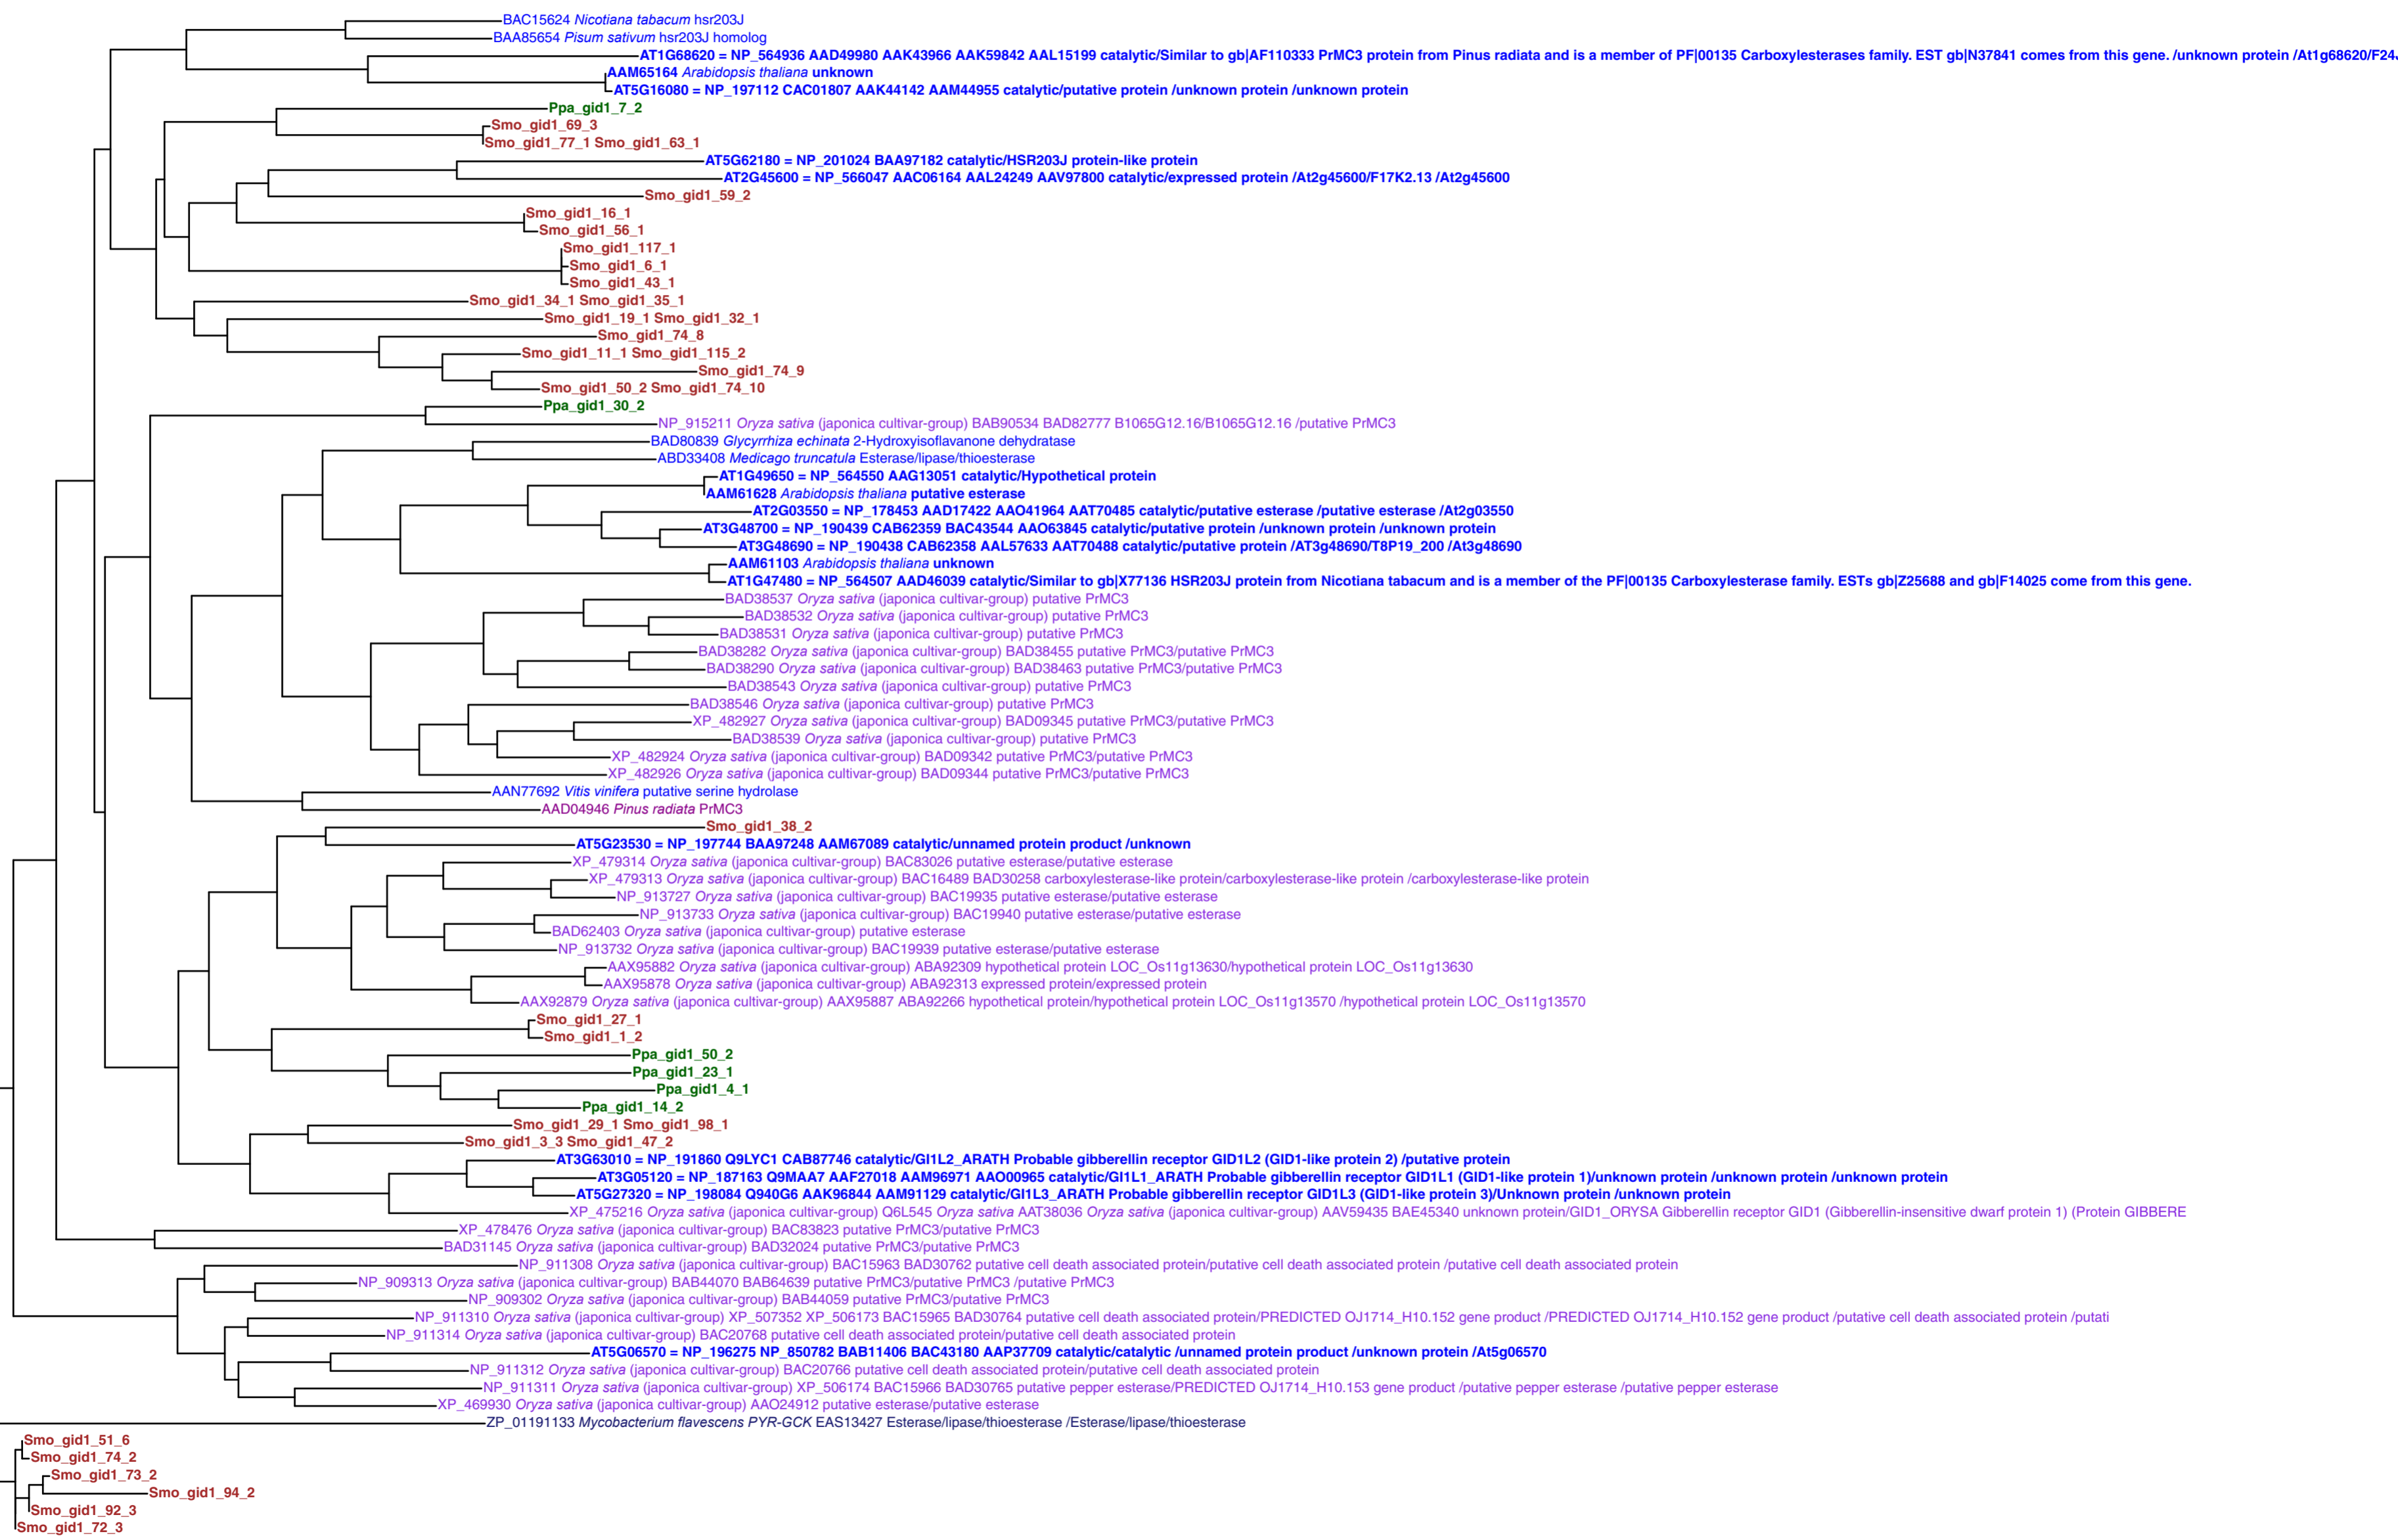 BAC15624 Nicotiana tabacum hsr203J
BAA85654 Pisum sativum hsr203J homolog
AT1G68620 = NP_564936 AAD49980 AAK43966 AAK59842 AAL15199 catalytic/Similar to gb|AF110333 PrMC3 protein from Pinus radiata and is a member of PF|00135 Carboxylesterases family. EST gb|N37841 comes from this gene. /unknown protein /At1g68620/F24J
AAM65164 Arabidopsis thaliana unknown
AT5G16080 = NP_197112 CAC01807 AAK44142 AAM44955 catalytic/putative protein /unknown protein /unknown protein
Ppa_gid1_7_2
Smo_gid1_69_3
Smo_gid1_77_1 Smo_gid1_63_1
AT5G62180 = NP_201024 BAA97182 catalytic/HSR203J protein-like protein
AT2G45600 = NP_566047 AAC06164 AAL24249 AAV97800 catalytic/expressed protein /At2g45600/F17K2.13 /At2g45600
Smo_gid1_59_2
Smo_gid1_16_1
Smo_gid1_56_1
Smo_gid1_117_1
Smo_gid1_6_1
Smo_gid1_43_1
Smo_gid1_34_1 Smo_gid1_35_1
Smo_gid1_19_1 Smo_gid1_32_1
Smo_gid1_74_8
Smo_gid1_11_1 Smo_gid1_115_2
Smo_gid1_74_9
Smo_gid1_50_2 Smo_gid1_74_10
Ppa_gid1_30_2
NP_915211 Oryza sativa (japonica cultivar-group) BAB90534 BAD82777 B1065G12.16/B1065G12.16 /putative PrMC3
BAD80839 Glycyrrhiza echinata 2-Hydroxyisoflavanone dehydratase
ABD33408 Medicago truncatula Esterase/lipase/thioesterase
AT1G49650 = NP_564550 AAG13051 catalytic/Hypothetical protein
AAM61628 Arabidopsis thaliana putative esterase
AT2G03550 = NP_178453 AAD17422 AAO41964 AAT70485 catalytic/putative esterase /putative esterase /At2g03550
AT3G48700 = NP_190439 CAB62359 BAC43544 AAO63845 catalytic/putative protein /unknown protein /unknown protein
AT3G48690 = NP_190438 CAB62358 AAL57633 AAT70488 catalytic/putative protein /AT3g48690/T8P19_200 /At3g48690
AAM61103 Arabidopsis thaliana unknown
AT1G47480 = NP_564507 AAD46039 catalytic/Similar to gb|X77136 HSR203J protein from Nicotiana tabacum and is a member of the PF|00135 Carboxylesterase family. ESTs gb|Z25688 and gb|F14025 come from this gene.
BAD38537 Oryza sativa (japonica cultivar-group) putative PrMC3
BAD38532 Oryza sativa (japonica cultivar-group) putative PrMC3
BAD38531 Oryza sativa (japonica cultivar-group) putative PrMC3
BAD38282 Oryza sativa (japonica cultivar-group) BAD38455 putative PrMC3/putative PrMC3
BAD38290 Oryza sativa (japonica cultivar-group) BAD38463 putative PrMC3/putative PrMC3
BAD38543 Oryza sativa (japonica cultivar-group) putative PrMC3
BAD38546 Oryza sativa (japonica cultivar-group) putative PrMC3
XP_482927 Oryza sativa (japonica cultivar-group) BAD09345 putative PrMC3/putative PrMC3
BAD38539 Oryza sativa (japonica cultivar-group) putative PrMC3
XP_482924 Oryza sativa (japonica cultivar-group) BAD09342 putative PrMC3/putative PrMC3
XP_482926 Oryza sativa (japonica cultivar-group) BAD09344 putative PrMC3/putative PrMC3
AAN77692 Vitis vinifera putative serine hydrolase
AAD04946 Pinus radiata PrMC3
Smo_gid1_38_2
AT5G23530 = NP_197744 BAA97248 AAM67089 catalytic/unnamed protein product /unknown
XP_479314 Oryza sativa (japonica cultivar-group) BAC83026 putative esterase/putative esterase
XP_479313 Oryza sativa (japonica cultivar-group) BAC16489 BAD30258 carboxylesterase-like protein/carboxylesterase-like protein /carboxylesterase-like protein
NP_913727 Oryza sativa (japonica cultivar-group) BAC19935 putative esterase/putative esterase
NP_913733 Oryza sativa (japonica cultivar-group) BAC19940 putative esterase/putative esterase
BAD62403 Oryza sativa (japonica cultivar-group) putative esterase
NP_913732 Oryza sativa (japonica cultivar-group) BAC19939 putative esterase/putative esterase
AAX95882 Oryza sativa (japonica cultivar-group) ABA92309 hypothetical protein LOC_Os11g13630/hypothetical protein LOC_Os11g13630
AAX95878 Oryza sativa (japonica cultivar-group) ABA92313 expressed protein/expressed protein
AAX92879 Oryza sativa (japonica cultivar-group) AAX95887 ABA92266 hypothetical protein/hypothetical protein LOC_Os11g13570 /hypothetical protein LOC_Os11g13570
Smo_gid1_27_1
Smo_gid1_1_2
Ppa_gid1_50_2
Ppa_gid1_23_1
Ppa_gid1_4_1
Ppa_gid1_14_2
Smo_gid1_29_1 Smo_gid1_98_1
Smo_gid1_3_3 Smo_gid1_47_2
AT3G63010 = NP_191860 Q9LYC1 CAB87746 catalytic/GI1L2_ARATH Probable gibberellin receptor GID1L2 (GID1-like protein 2) /putative protein
AT3G05120 = NP_187163 Q9MAA7 AAF27018 AAM96971 AAO00965 catalytic/GI1L1_ARATH Probable gibberellin receptor GID1L1 (GID1-like protein 1)/unknown protein /unknown protein /unknown protein
AT5G27320 = NP_198084 Q940G6 AAK96844 AAM91129 catalytic/GI1L3_ARATH Probable gibberellin receptor GID1L3 (GID1-like protein 3)/Unknown protein /unknown protein
XP_475216 Oryza sativa (japonica cultivar-group) Q6L545 Oryza sativa AAT38036 Oryza sativa (japonica cultivar-group) AAV59435 BAE45340 unknown protein/GID1_ORYSA Gibberellin receptor GID1 (Gibberellin-insensitive dwarf protein 1) (Protein GIBBERE
XP_478476 Oryza sativa (japonica cultivar-group) BAC83823 putative PrMC3/putative PrMC3
BAD31145 Oryza sativa (japonica cultivar-group) BAD32024 putative PrMC3/putative PrMC3
NP_911308 Oryza sativa (japonica cultivar-group) BAC15963 BAD30762 putative cell death associated protein/putative cell death associated protein /putative cell death associated protein
NP_909313 Oryza sativa (japonica cultivar-group) BAB44070 BAB64639 putative PrMC3/putative PrMC3 /putative PrMC3
NP_909302 Oryza sativa (japonica cultivar-group) BAB44059 putative PrMC3/putative PrMC3
NP_911310 Oryza sativa (japonica cultivar-group) XP_507352 XP_506173 BAC15965 BAD30764 putative cell death associated protein/PREDICTED OJ1714_H10.152 gene product /PREDICTED OJ1714_H10.152 gene product /putative cell death associated protein /putati
NP_911314 Oryza sativa (japonica cultivar-group) BAC20768 putative cell death associated protein/putative cell death associated protein
AT5G06570 = NP_196275 NP_850782 BAB11406 BAC43180 AAP37709 catalytic/catalytic /unnamed protein product /unknown protein /At5g06570
NP_911312 Oryza sativa (japonica cultivar-group) BAC20766 putative cell death associated protein/putative cell death associated protein
NP_911311 Oryza sativa (japonica cultivar-group) XP_506174 BAC15966 BAD30765 putative pepper esterase/PREDICTED OJ1714_H10.153 gene product /putative pepper esterase /putative pepper esterase
XP_469930 Oryza sativa (japonica cultivar-group) AAO24912 putative esterase/putative esterase
ZP_01191133 Mycobacterium flavescens PYR-GCK EAS13427 Esterase/lipase/thioesterase /Esterase/lipase/thioesterase
Smo_gid1_51_6
Smo_gid1_74_2
Smo_gid1_73_2
Smo_gid1_94_2
Smo_gid1_92_3
Smo_gid1_72_3